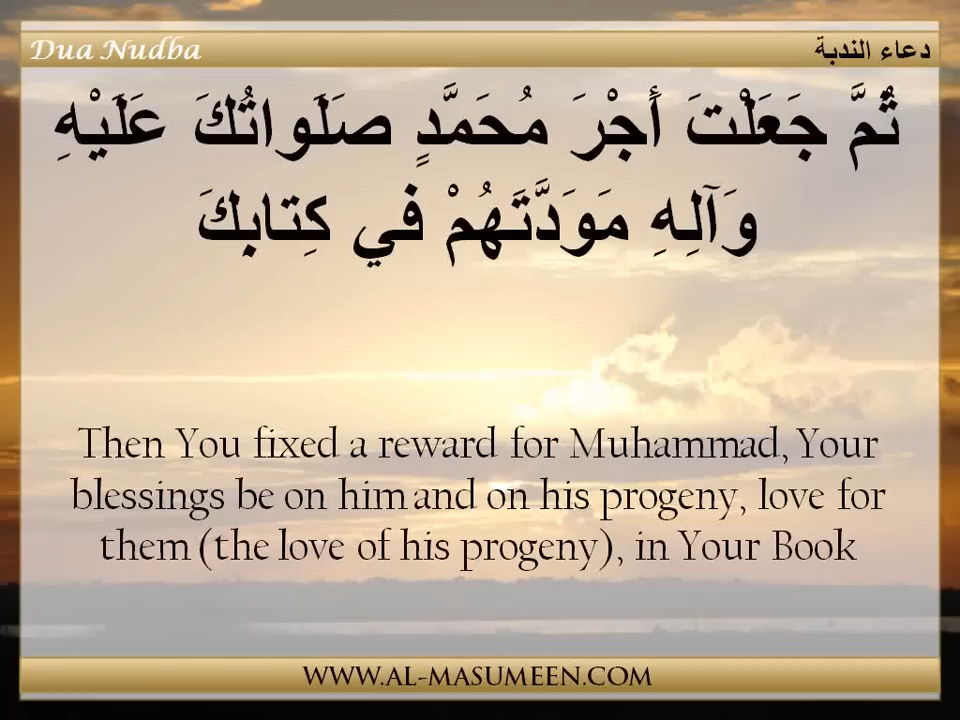 Dua Nudba
دعاء الندبة
ثُمَّ جَعَلْتَ أَجْرَ مُحَمَّدٍ صَلَواتُكَ عَلَيْهِ
وَآلِهِ مَوَدَّتَهُمْ في كِتابِكَ
Then You fixed a reward for Muhammad, Your
blessings be on him and on his progeny, love for
them (the love of his progeny), in Your Book
WWW.AL-MASUMEEN.COM